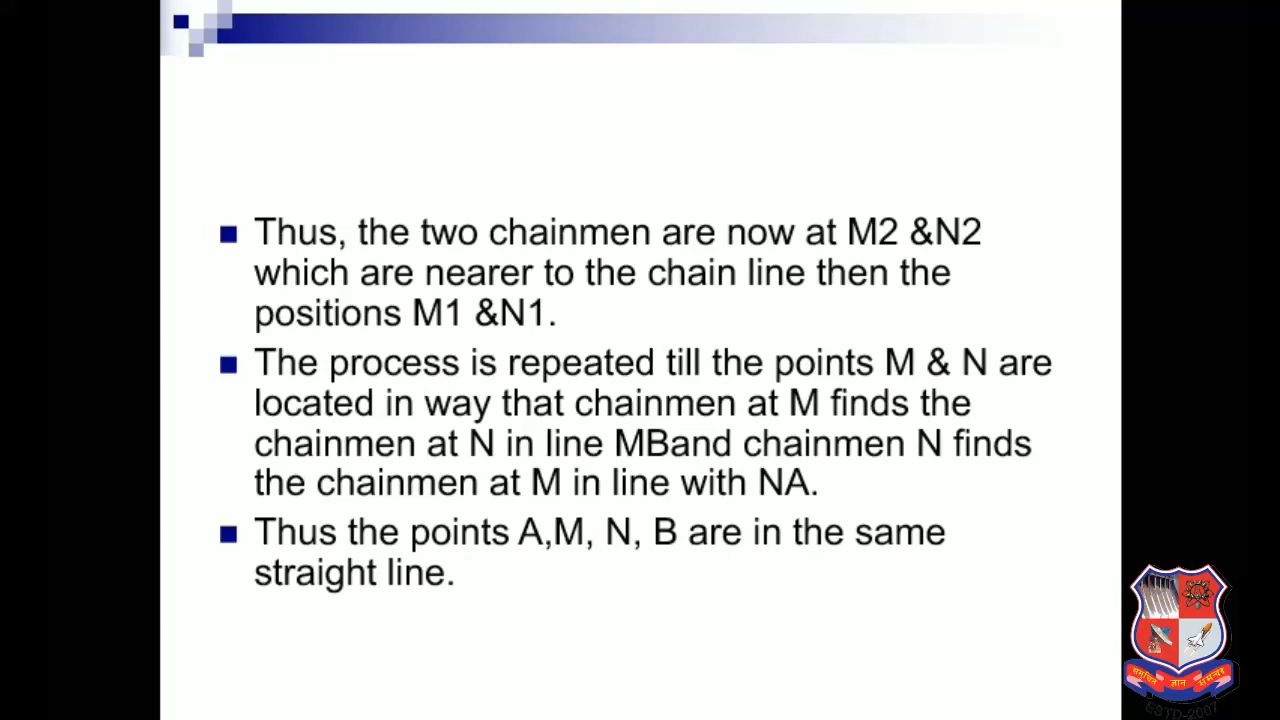 Thus, the two chainmen are now at M2 &N2
which are nearer to the chain line then the
positions M1 &N1.
The process is repeated till the points M & N are
located in way that chainmen at M finds the
chainmen at N in line MBand chainmen N finds
the chainmen at M in line with NA.
Thus the points A,M, N, B are in the same
straight line.
ज्ञान
ESTD-2007